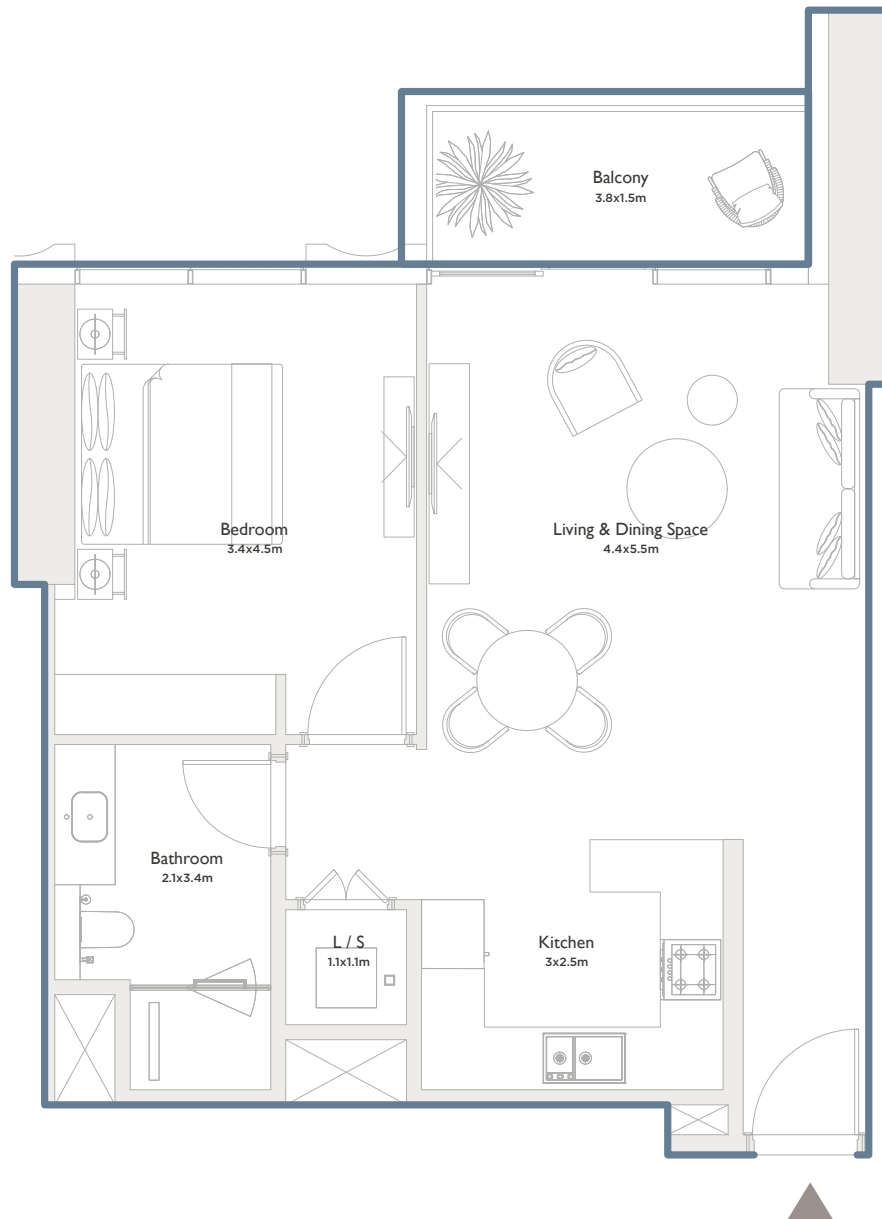 Balcony
3.8x1.5m
Bedroom
3.4x4.5m
Living & Dining Space
4.4x5.5m
Bathroom
2.1x3.4m
L / S
1.1x1.1m
Kitchen
3x2.5m